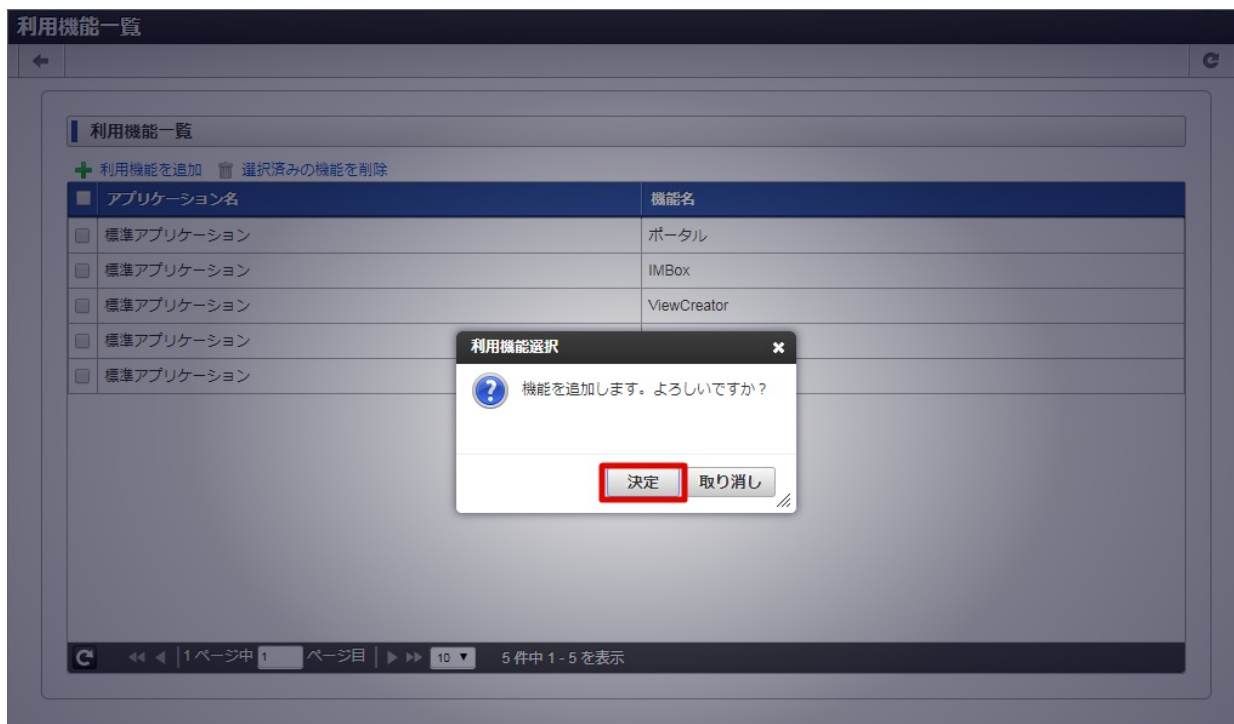 利用機能一覧
利用機能一覧
利用機能を追加 選択済みの機能を削除
アプリケーション名 機能名
標準アプリケーション ポータル
標準アプリケーション IMBox
標準アプリケーション ViewCreator
標準アプリケーション
標準アプリケーション
利用機能選択
機能を追加します。よろしいですか？
決定 取り消し
1 ページ中 1 ページ目 10 5 件中 1 - 5 を表示